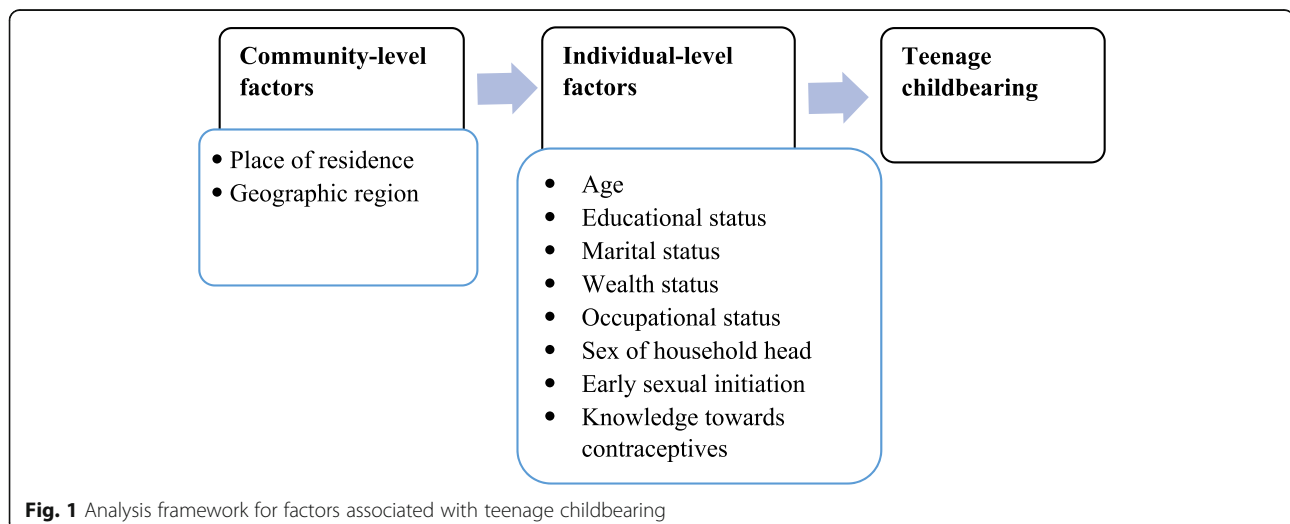 Community-level
factors
• Place of residence
• Geographic region
Individual-level
factors
• Age
• Educational status
• Marital status
• Wealth status
• Occupational status
• Sex of household head
• Early sexual initiation
• Knowledge towards
contraceptives
Teenage
childbearing
Fig. 1 Analysis framework for factors associated with teenage childbearing